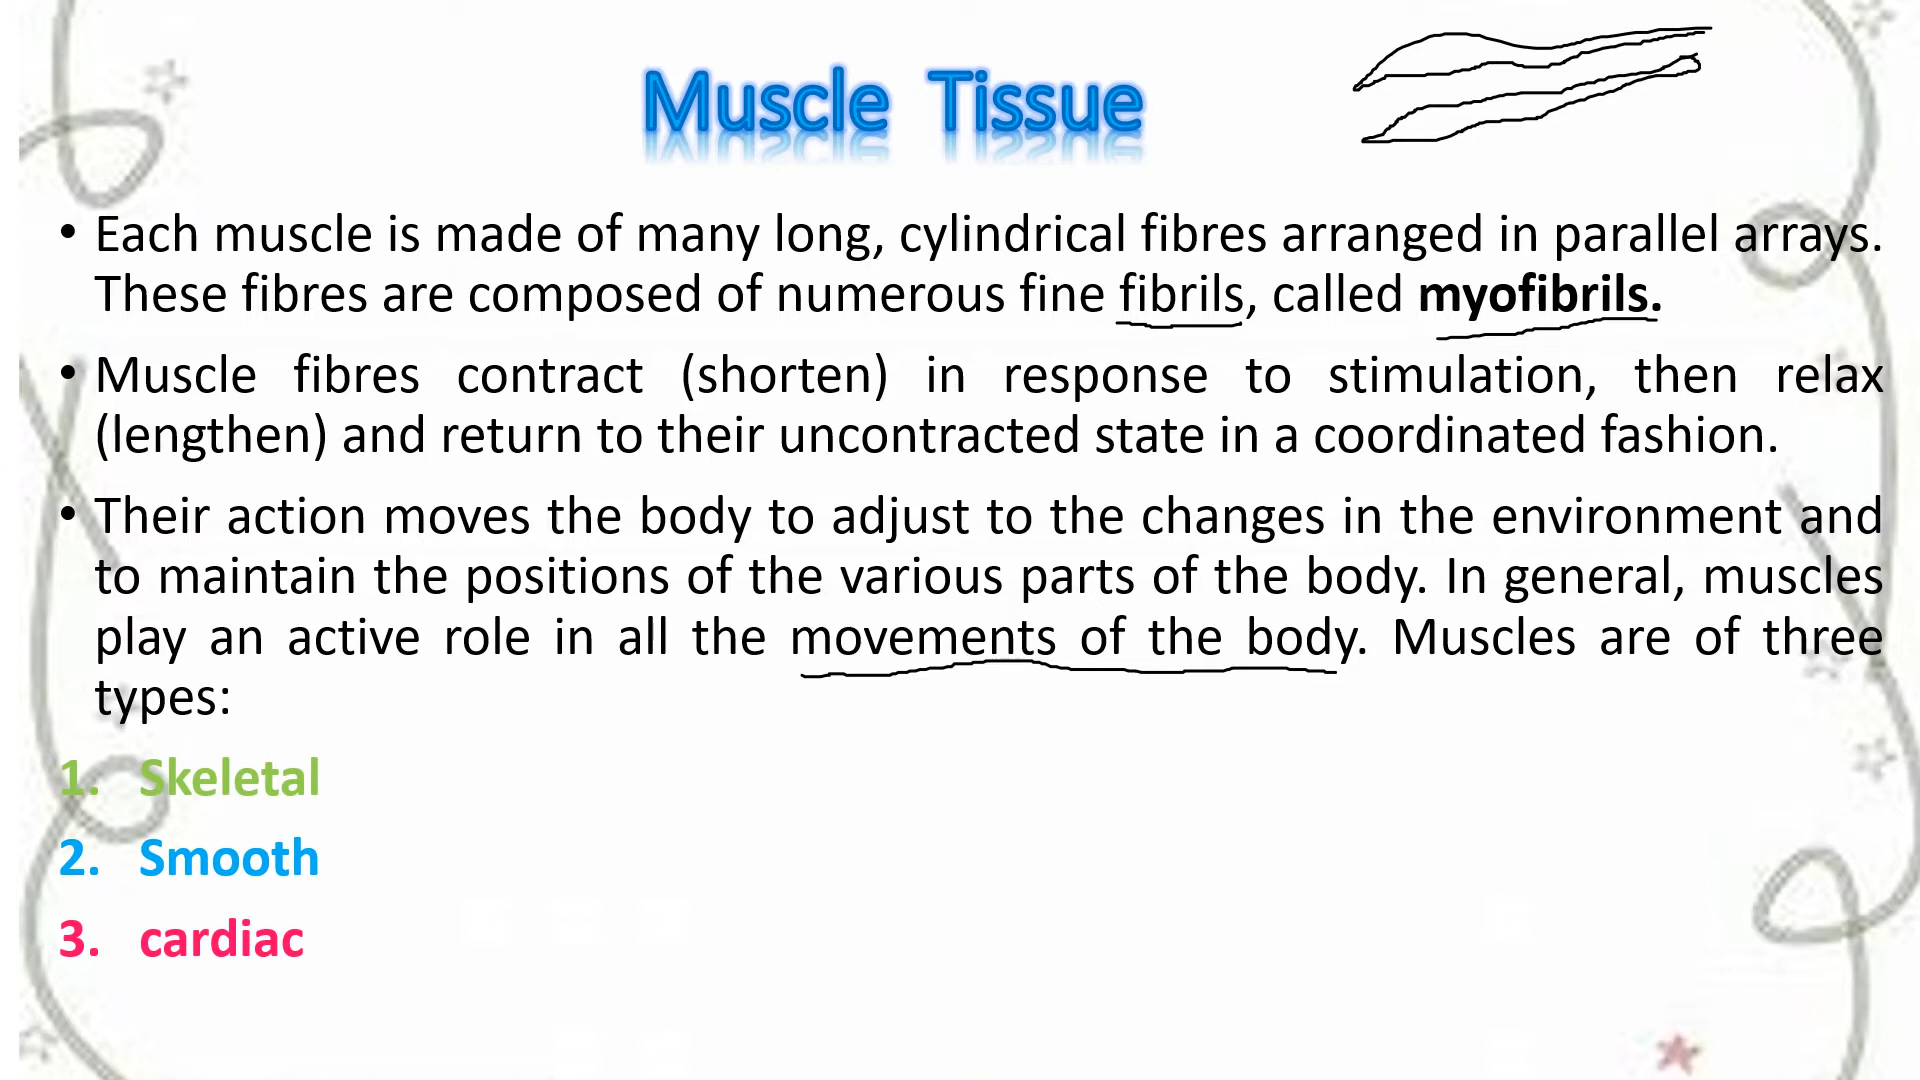 Muscle Tissue
• Each muscle is made of many long, cylindrical fibres arranged in parallel arrays.
These fibres are composed of numerous fine fibrils, called myofibrils.
• Muscle fibres contract (shorten) in response to stimulation, then relax
(lengthen) and return to their uncontracted state in a coordinated fashion.
• Their action moves the body to adjust to the changes in the environment and
to maintain the positions of the various parts of the body. In general, muscles
play an active role in all the movements of the body. Muscles are of three
types:
1. Skeletal
2. Smooth
3. cardiac